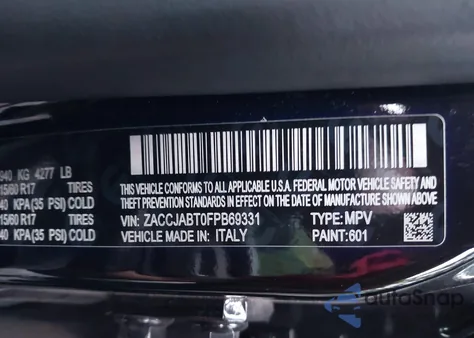 940 KG 4277 LB
15/60 R17 TIRES
40 KPA(35 PSI) COLD
15/60 R17 TIRES
40 KPA(35 PSI) COLD
THIS VEHICLE CONFORMS TO ALL APPLICABLE U.S.A. FEDERAL MOTOR VEHICLE SAFETY AND
THEFT PREVENTION STANDARDS IN EFFECT ON THE DATE OF MANUFACTURE SHOWN ABOVE.
VIN: ZACCJABT0FPB69331 TYPE: MPV
VEHICLE MADE IN: ITALY PAINT: 601
autoSnap